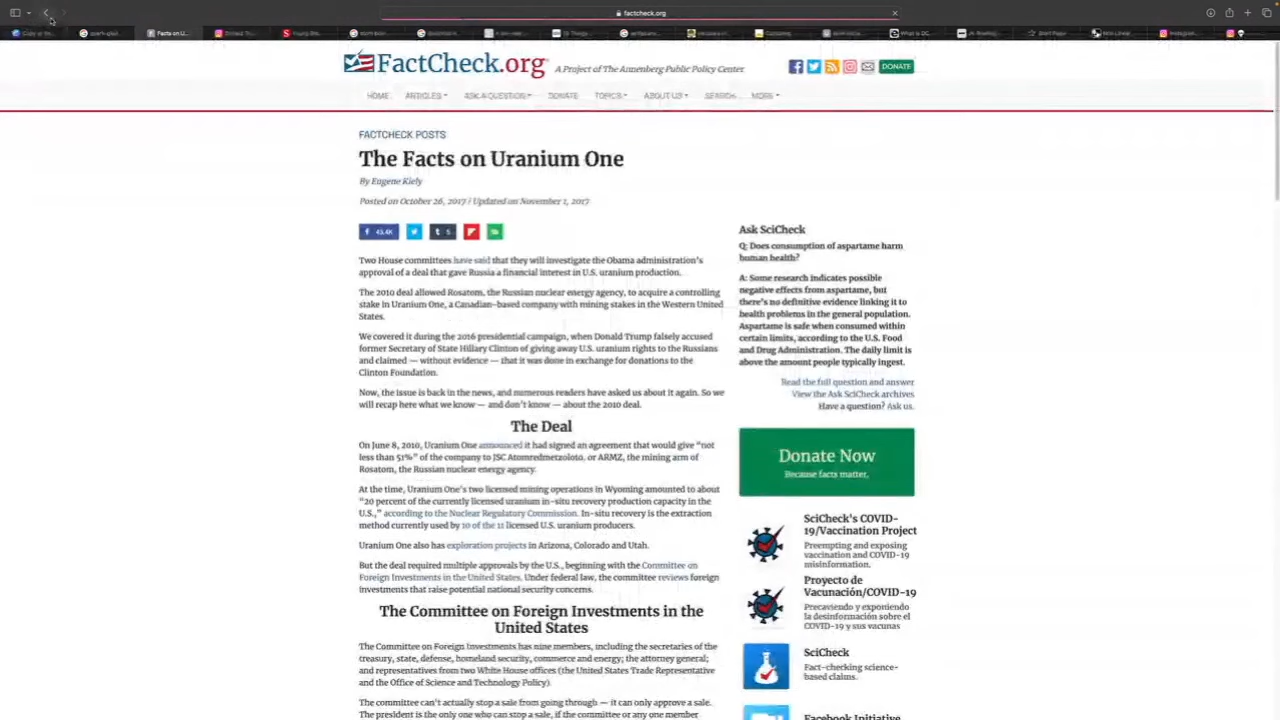 factcheck.org
FactCheck.org
A Project of The Annenberg Public Policy Center
DONATE
HOME ARTICLES ASK A QUESTION DONATE TOPICS ABOUT US SEARCH MORE
FACTCHECK POSTS
The Facts on Uranium One
By Eugene Kiely
Posted on October 26, 2017 / Updated on November 1, 2017
43.4K
5
Two House committees have said that they will investigate the Obama administration's
approval of a deal that gave Russia a financial interest in U.S. uranium production.
The 2010 deal allowed Rosatom, the Russian nuclear energy agency, to acquire a controlling
stake in Uranium One, a Canadian-based company with mining stakes in the Western United
States.
We covered it during the 2016 presidential campaign, when Donald Trump falsely accused
former Secretary of State Hillary Clinton of giving away U.S. uranium rights to the Russians
and claimed — without evidence — that it was done in exchange for donations to the
Clinton Foundation.
Now, the issue is back in the news, and numerous readers have asked us about it again. So we
will recap here what we know — and don't know — about the 2010 deal.
The Deal
On June 8, 2010, Uranium One announced it had signed an agreement that would give "not
less than 51%" of the company to JSC Atomredmetzoloto, or ARMZ, the mining arm of
Rosatom, the Russian nuclear energy agency.
At the time, Uranium One's two licensed mining operations in Wyoming amounted to about
"20 percent of the currently licensed uranium in-situ recovery production capacity in the
U.S.," according to the Nuclear Regulatory Commission. In-situ recovery is the extraction
method currently used by 10 of the 11 licensed U.S. uranium producers.
Uranium One also has exploration projects in Arizona, Colorado and Utah.
But the deal required multiple approvals by the U.S., beginning with the Committee on
Foreign Investments in the United States. Under federal law, the committee reviews foreign
investments that raise potential national security concerns.
The Committee on Foreign Investments in the
United States
The Committee on Foreign Investments has nine members, including the secretaries of the
treasury, state, defense, homeland security, commerce and energy; the attorney general;
and representatives from two White House offices (the United States Trade Representative
and the Office of Science and Technology Policy).
The committee can't actually stop a sale from going through — it can only approve a sale.
The president is the only one who can stop a sale, if the committee or any one member
Ask SciCheck
Q: Does consumption of aspartame harm
human health?
A: Some research indicates possible
negative effects from aspartame, but
there's no definitive evidence linking it to
health problems in the general population.
Aspartame is safe when consumed within
certain limits, according to the U.S. Food
and Drug Administration. The daily limit is
above the amount people typically ingest.
Read the full question and answer
View the Ask SciCheck archives
Have a question? Ask us.
Donate Now
Because facts matter.
SciCheck's COVID-
19/Vaccination Project
Preempting and exposing
vaccination and COVID-19
misinformation.
Proyecto de
Vacunación/COVID-19
Precaviendo y exponiendo
la desinformación sobre el
COVID-19 y sus vacunas
SciCheck
Fact-checking science-
based claims.
Facebook Initiative